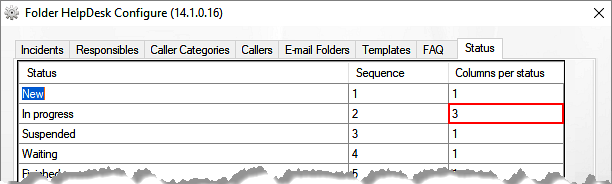 Folder HelpDesk Configure (14.1.0.16)
Incidents Responsibles Caller Categories Callers E-mail Folders Templates FAQ Status
Status Sequence Columns per status
New 1 1
In progress 2 3
Suspended 3 1
Waiting 4 1
Finished 5